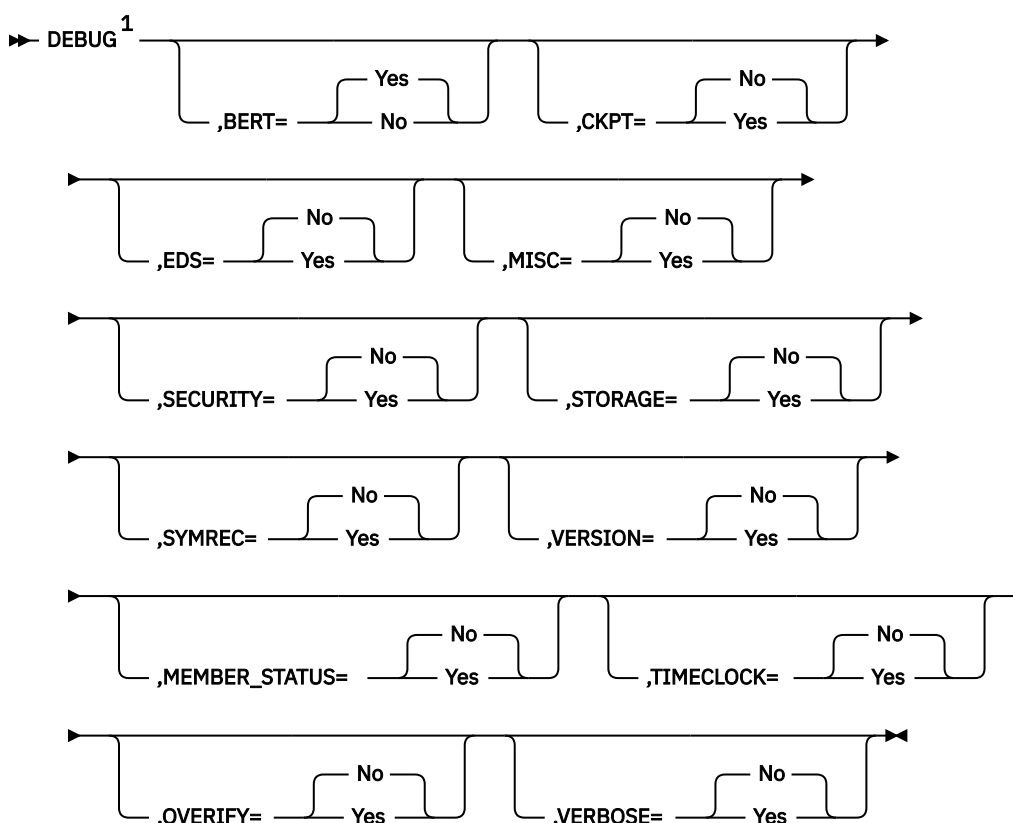 DEBUG 1
Yes Yes No
,BERT= No ,CKPT= Yes
No No
,EDS= Yes ,MISC= Yes
No No
,SECURITY= Yes ,STORAGE= Yes
No No
,SYMREC= Yes ,VERSION= Yes
No No
,MEMBER_STATUS= Yes ,TIMECLOCK= Yes
No No
,OVERIFY= Yes ,VERBOSE= Yes